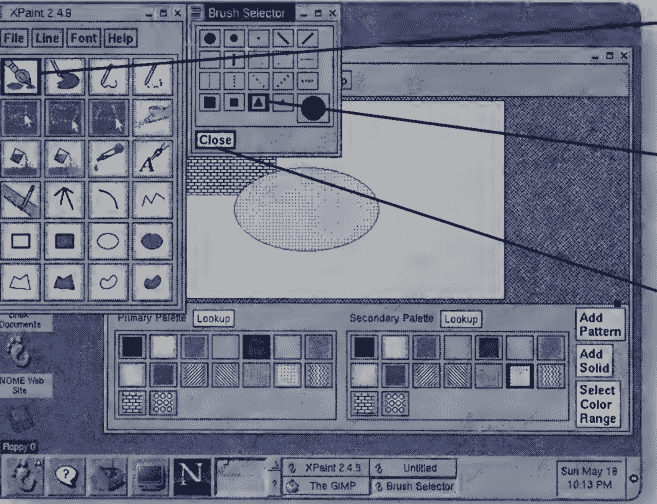 XPaint 2.4.9
Brush Selector
File Line Font Help
Close
Primary Palette Lookup
Secondary Palette Lookup
Add
Pattern
Add
Solid
Select
Color
Range
Documents
NOME Web
Site
Floppy 0
N
XPaint 2.4.9
Untitled
The GIMP
Brush Selector
Sun May 18
10:13 PM